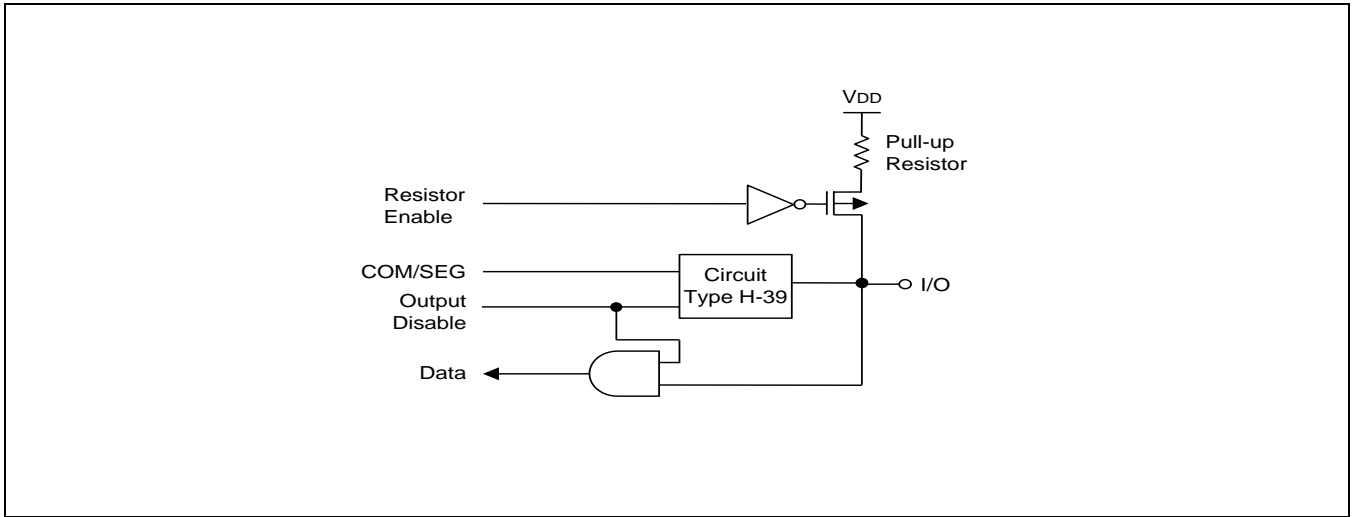 VDD
Pull-up
Resistor
Resistor
Enable
COM/SEG
Circuit
Type H-39
I/O
Output
Disable
Data